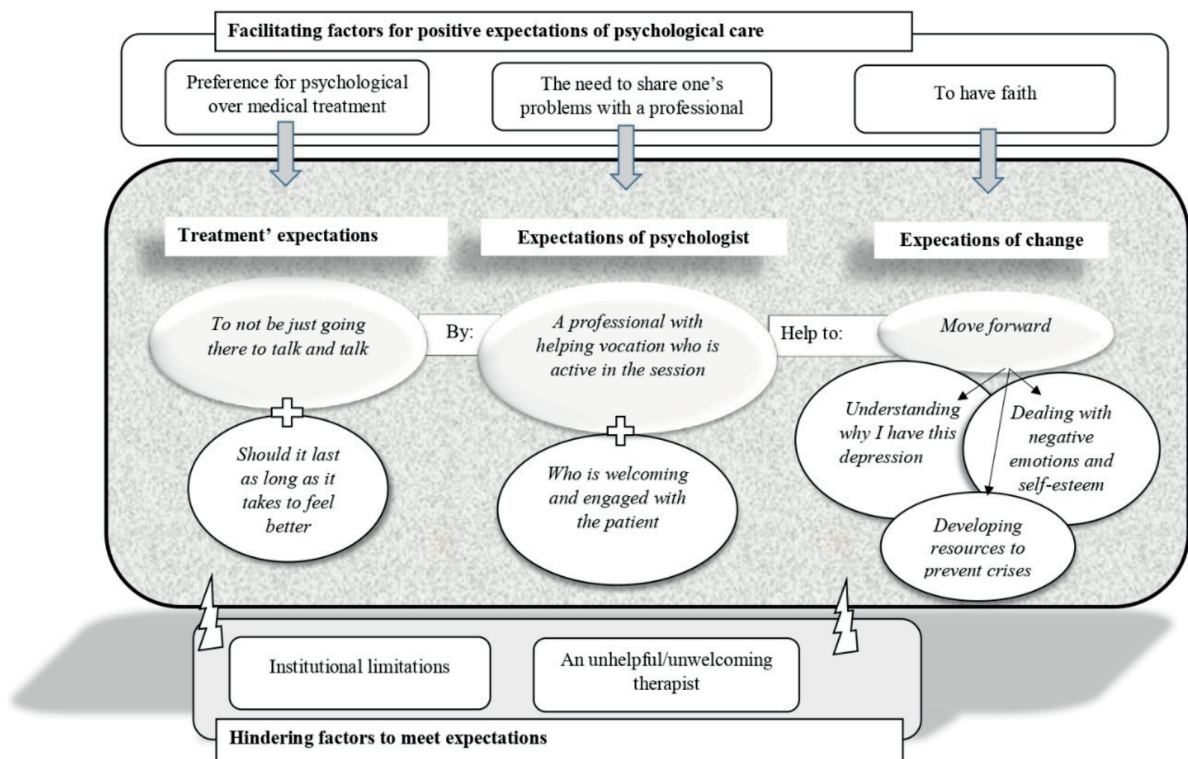 Facilitating factors for positive expectations of psychological care
Preference for psychological
over medical treatment
The need to share one's
problems with a professional
To have faith
Treatment' expectations
Expectations of psychologist
Expecations of change
To not be just going
there to talk and talk
By:
A professional with
helping vocation who is
active in the session
Help to:
Move forward
Should it last
as long as it
takes to feel
better
Who is welcoming
and engaged with
the patient
Understanding
why I have this
depression
Dealing with
negative
emotions and
self-esteem
Developing
resources to
prevent crises
Institutional limitations
An unhelpful/unwelcoming
therapist
Hindering factors to meet expectations